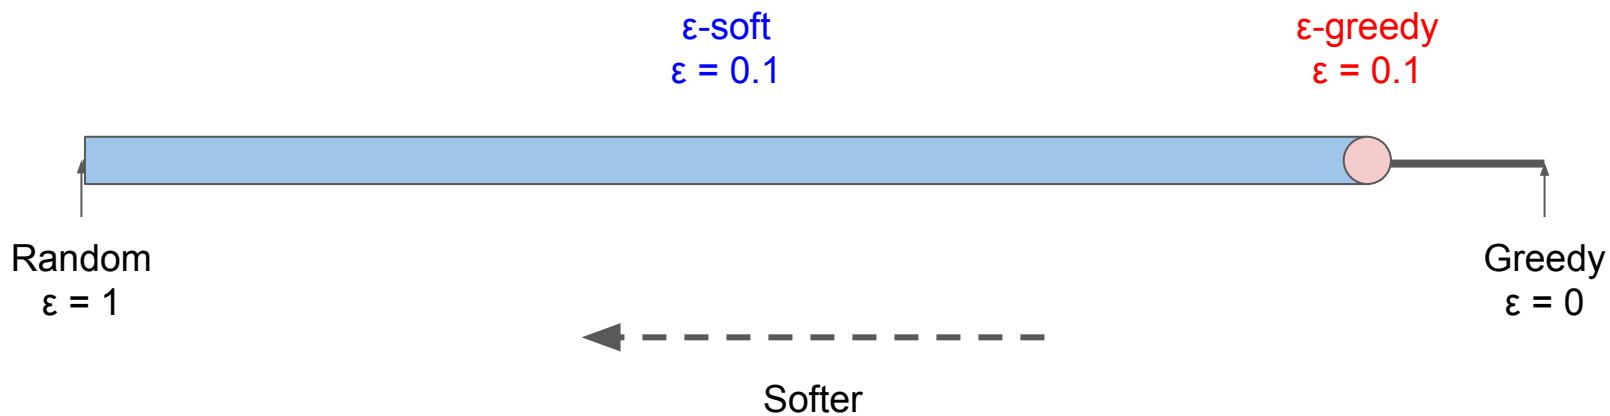 ε-soft
ε = 0.1
ε-greedy
ε = 0.1
Random
ε = 1
Greedy
ε = 0
Softer